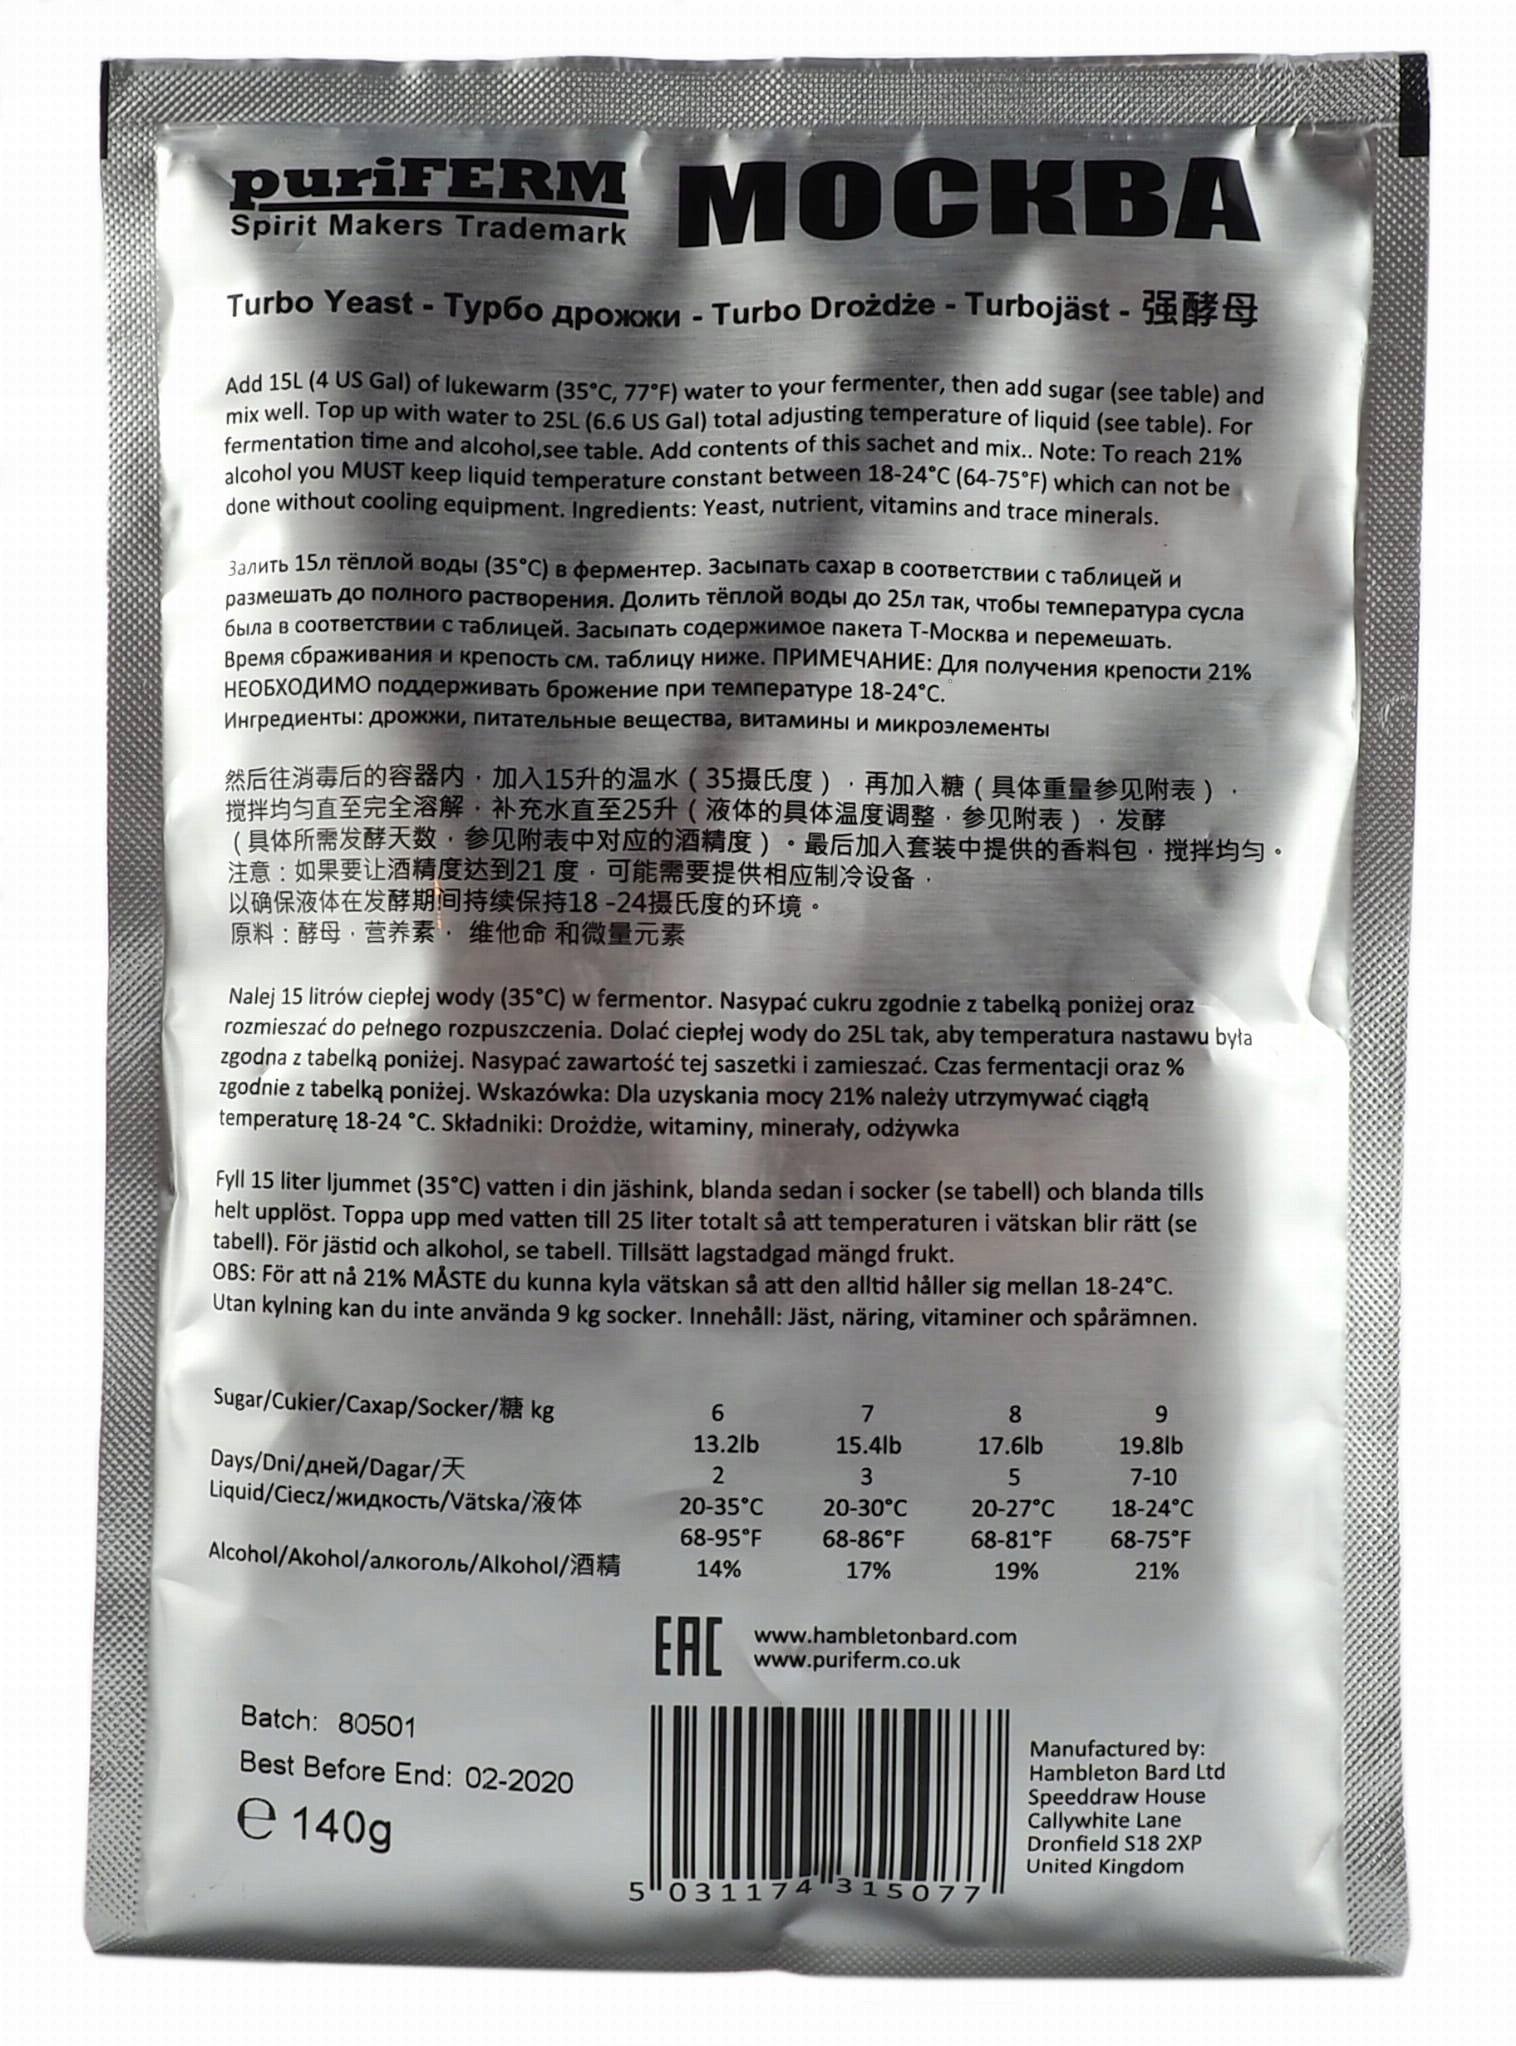 puriFERM
Spirit Makers Trademark
МОСКВА
Turbo Yeast - Турбо дрожжи - Turbo Drożdże - Turbojäst - 强酵母
Add 15L (4 US Gal) of lukewarm (35°C, 77°F) water to your fermenter, then add sugar (see table) and
mix well. Top up with water to 25L (6.6 US Gal) total adjusting temperature of liquid (see table). For
fermentation time and alcohol,see table. Add contents of this sachet and mix.. Note: To reach 21%
alcohol you MUST keep liquid temperature constant between 18-24°C (64-75°F) which can not be
done without cooling equipment. Ingredients: Yeast, nutrient, vitamins and trace minerals.
Залить 15л тёплой воды (35°C) в ферментер. Засыпать сахар в соответствии с таблицей и
размешать до полного растворения. Долить тёплой воды до 25л так, чтобы температура сусла
была в соответствии с таблицей. Засыпать содержимое пакета Т-Москва и перемешать.
Время сбраживания и крепость см. таблицу ниже. ПРИМЕЧАНИЕ: Для получения крепости 21%
НЕОБХОДИМО поддерживать брожение при температуре 18-24°C.
Ингредиенты: дрожжи, питательные вещества, витамины и микроэлементы
然后往消毒后的容器内，加入15升的温水（35摄氏度），再加入糖（具体重量参见附表），
搅拌均匀直至完全溶解，补充水直至25升（液体的具体温度调整，参见附表），发酵
（具体所需发酵天数，参见附表中对应的酒精度）。最后加入套装中提供的香料包，搅拌均匀。
注意：如果要让酒精度达到21 度，可能需要提供相应制冷设备，
以确保液体在发酵期间持续保持18 -24摄氏度的环境。
原料：酵母，营养素， 维他命 和微量元素
Nalej 15 litrów ciepłej wody (35°C) w fermentor. Nasypać cukru zgodnie z tabelką poniżej oraz
rozmieszać do pełnego rozpuszczenia. Dolać ciepłej wody do 25L tak, aby temperatura nastawu była
zgodna z tabelką poniżej. Nasypać zawartość tej saszetki i zamieszać. Czas fermentacji oraz %
zgodnie z tabelką poniżej. Wskazówka: Dla uzyskania mocy 21% należy utrzymywać ciągłą
temperaturę 18-24 °C. Składniki: Drożdże, witaminy, minerały, odżywka
Fyll 15 liter ljummet (35°C) vatten i din jäshink, blanda sedan i socker (se tabell) och blanda tills
helt upplöst. Toppa upp med vatten till 25 liter totalt så att temperaturen i vätskan blir rätt (se
tabell). För jästid och alkohol, se tabell. Tillsätt lagstadgad mängd frukt.
OBS: För att nå 21% MÅSTE du kunna kyla vätskan så att den alltid håller sig mellan 18-24°C.
Utan kylning kan du inte använda 9 kg socker. Innehåll: Jäst, näring, vitaminer och spårämnen.
Sugar/Cukier/Сахар/Socker/糖 kg 6 7 8 9
13.2lb 15.4lb 17.6lb 19.8lb
Days/Dni/дней/Dagar/天 2 3 5 7-10
Liquid/Ciecz/жидкость/Vätska/液体 20-35°C 20-30°C 20-27°C 18-24°C
68-95°F 68-86°F 68-81°F 68-75°F
Alcohol/Akohol/алкоголь/Alkohol/酒精 14% 17% 19% 21%
EAC
www.hambletonbard.com
www.puriferm.co.uk
Batch: 80501
Best Before End: 02-2020
℮ 140g
5 031174 315077
Manufactured by:
Hambleton Bard Ltd
Speeddraw House
Callywhite Lane
Dronfield S18 2XP
United Kingdom